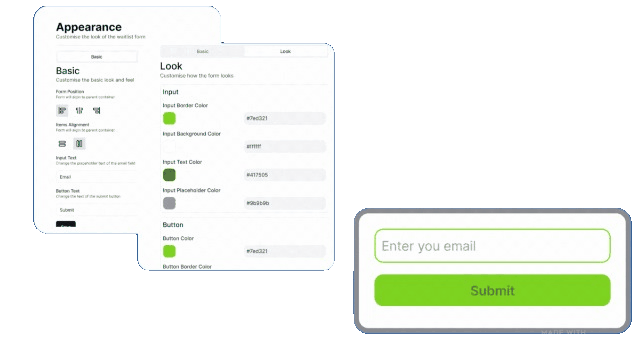 Appearance
Customise the look of the waitlist form
Basic
Basic
Customise the basic look and feel
Form Position
Form will align to parent container
Items Alignment
Form will align to parent container
Input Text
Change the placeholder text of the email field
Email
Button Text
Change the text of the submit button
Submit
Basic
Look
Look
Customise how the form looks
Input
Input Border Color
#7ed321
Input Background Color
#ffffff
Input Text Color
#417505
Input Placeholder Color
#9b9b9b
Button
Button Color
#7ed321
Button Border Color
Enter you email
Submit
MADE WITH